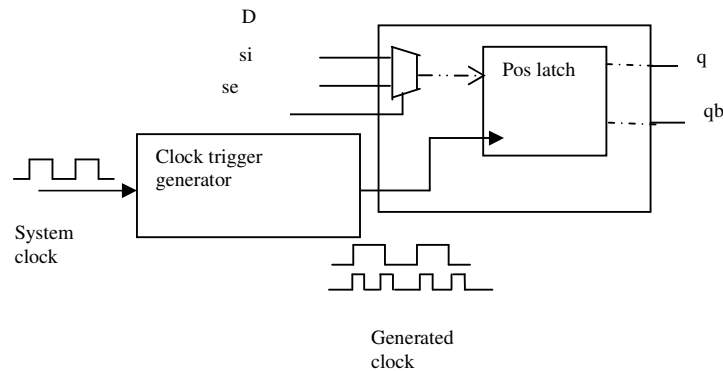 D
si
se
Pos latch
q
qb
Clock trigger
generator
System
clock
Generated
clock